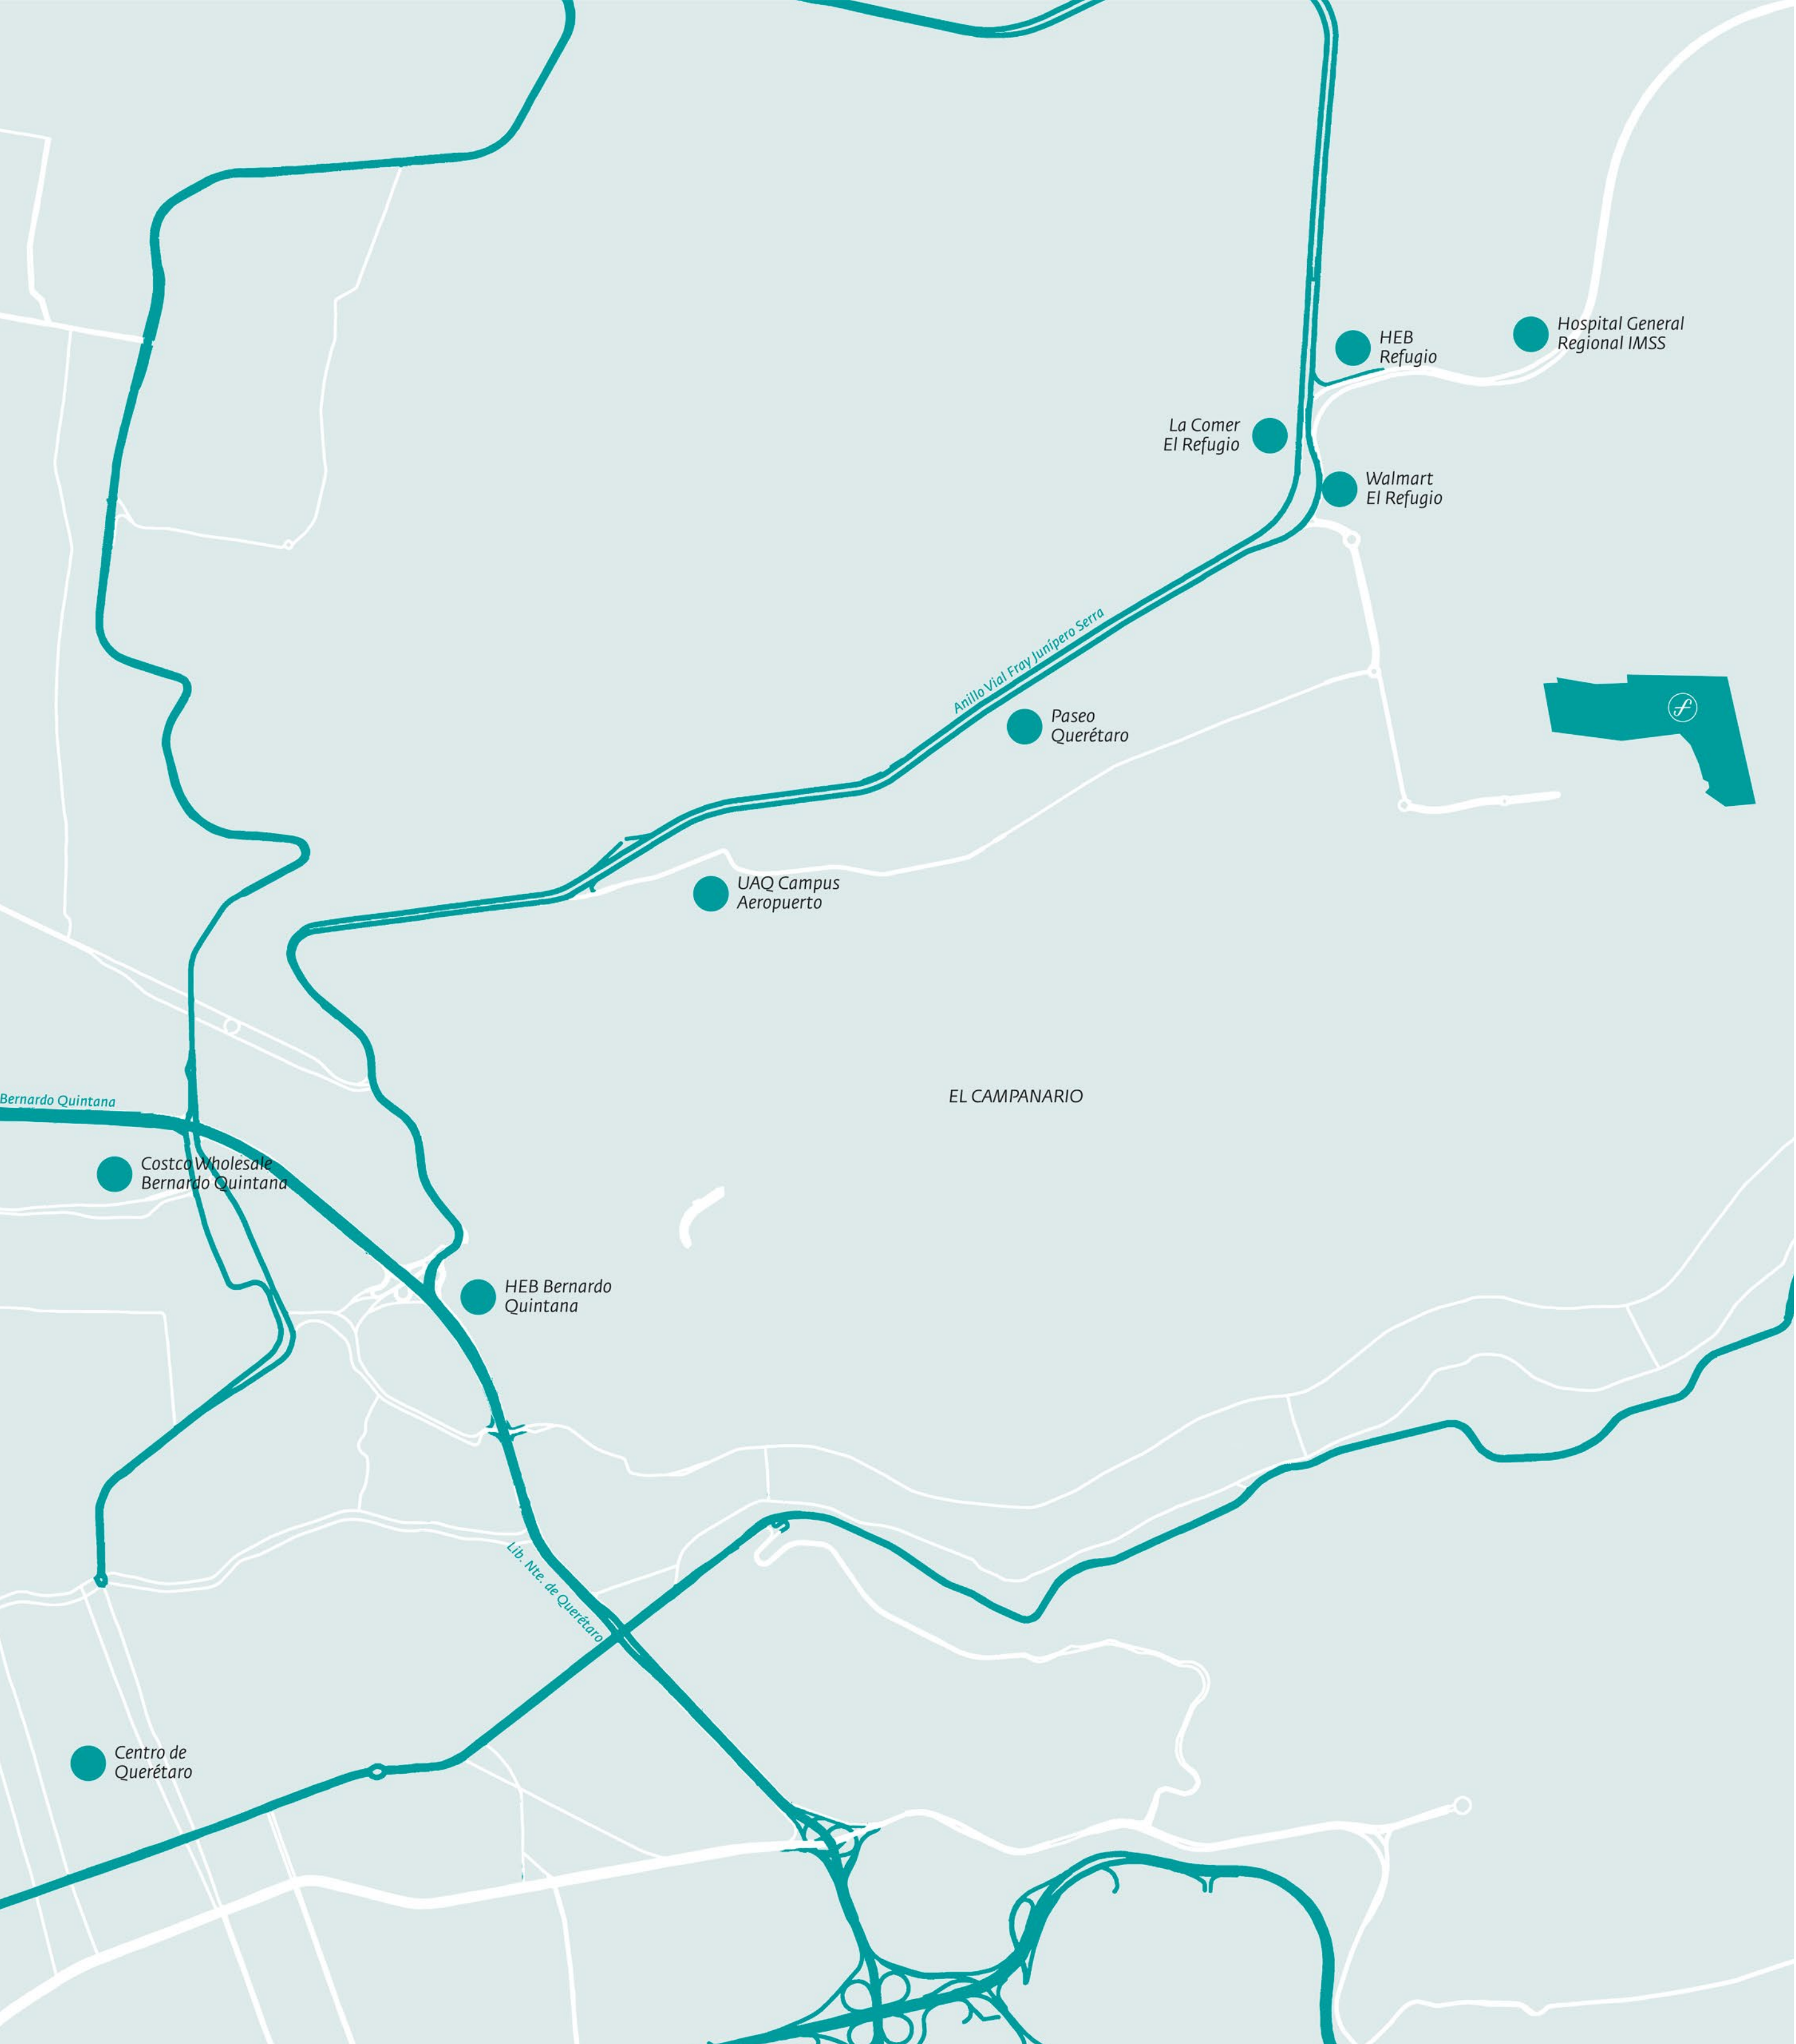 Hospital General
Regional IMSS
HEB
Refugio
La Comer
El Refugio
Walmart
El Refugio
Anillo Vial Fray Junípero Serra
Paseo
Querétaro
UAQ Campus
Aeropuerto
EL CAMPANARIO
Bernardo Quintana
Costco Wholesale
Bernardo Quintana
HEB Bernardo
Quintana
Lib. Nte. de Querétaro
Centro de
Querétaro